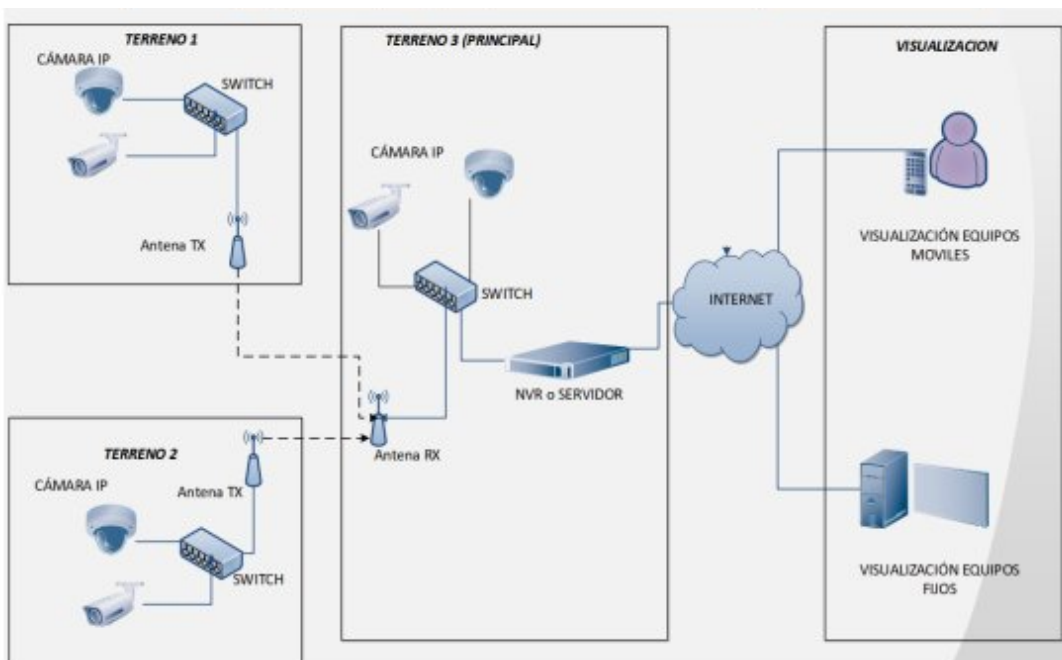 TERRENO 1
CÁMARA IP
SWITCH
Antena TX
TERRENO 2
CÁMARA IP
Antena TX
SWITCH
TERRENO 3 (PRINCIPAL)
CÁMARA IP
SWITCH
NVR o SERVIDOR
Antena RX
INTERNET
VISUALIZACION
VISUALIZACIÓN EQUIPOS
MOVILES
VISUALIZACIÓN EQUIPOS
FIJOS